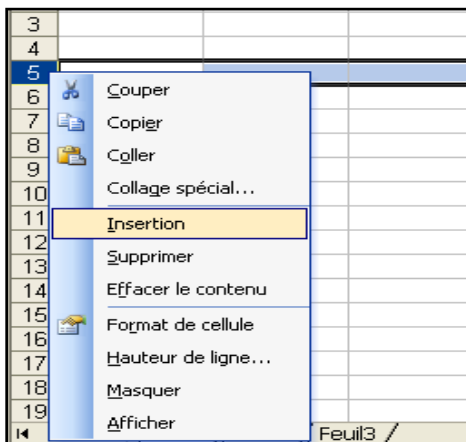 3
4
5
6
7
8
9
10
11
12
13
14
15
16
17
18
19
Couper
Copier
Coller
Collage spécial...
Insertion
Supprimer
Effacer le contenu
Format de cellule
Hauteur de ligne...
Masquer
Afficher
Feuil3